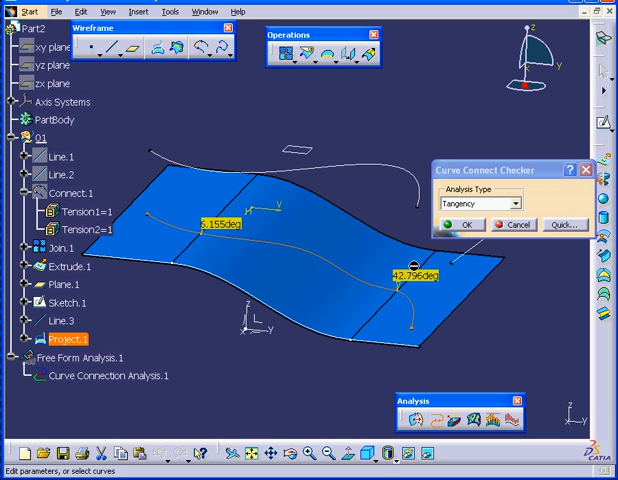 Start File Edit View Insert Tools Window Help
Part2
Wireframe
Operations
xy plane
yz plane
zx plane
Axis Systems
PartBody
01
Line.1
Line.2
Connect.1
Tension1=1
Tension2=1
Join.1
Extrude.1
Plane.1
Sketch.1
Line.3
Project.1
Free Form Analysis.1
Curve Connection Analysis.1
z
y
x
H
y
6.155deg
42.796deg
z
y
x
z
y
x
Curve Connect Checker
Analysis Type
Tangency
OK Cancel Quick...
Analysis
CATIA
Edit parameters, or select curves